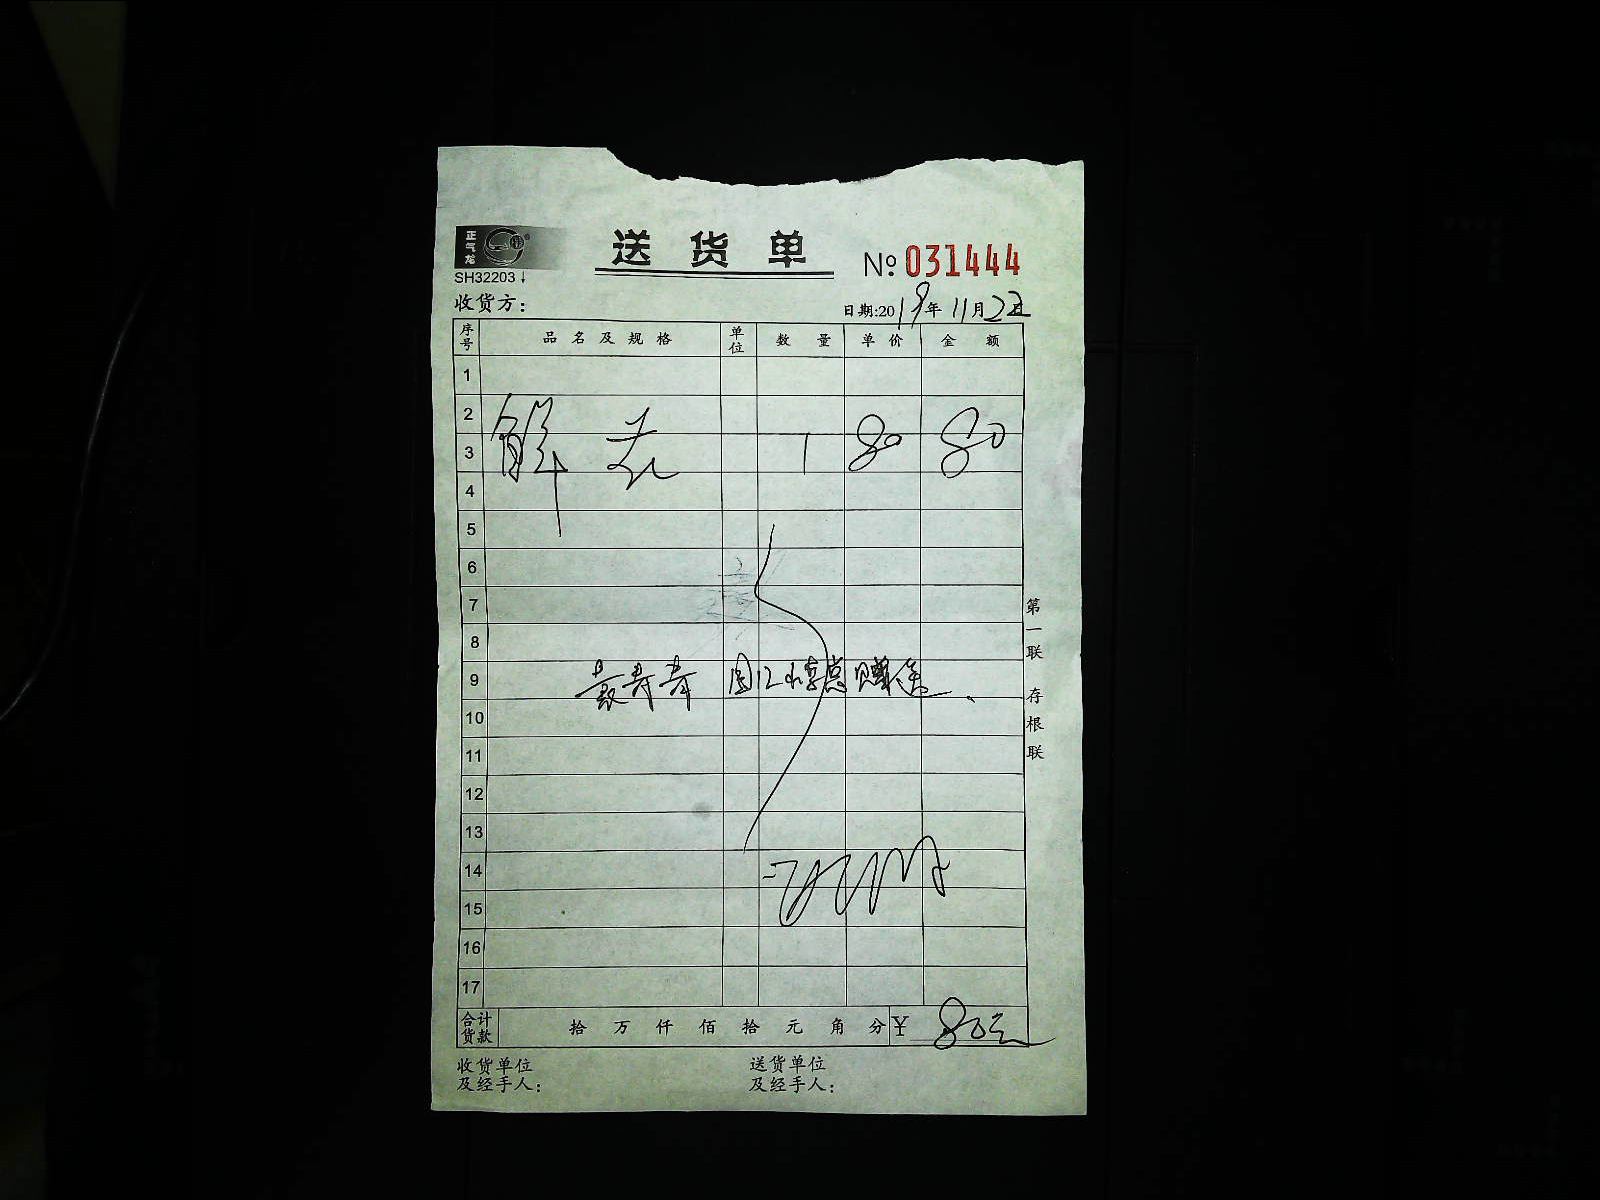 正气龙
送货单
SH32203↓
№ 031444
收货方：
日期:2019年11月22
序号 品名及规格 单位 数量 单价 金额
1
2
3 1 80 80
4
5
6
7
8
9 赠送
10
11
12
13
14
15
16
17
合计货款 拾 万 仟 佰 拾 元 角 分 ¥ 80元
收货单位及经手人：
送货单位及经手人：
第一联 存根联